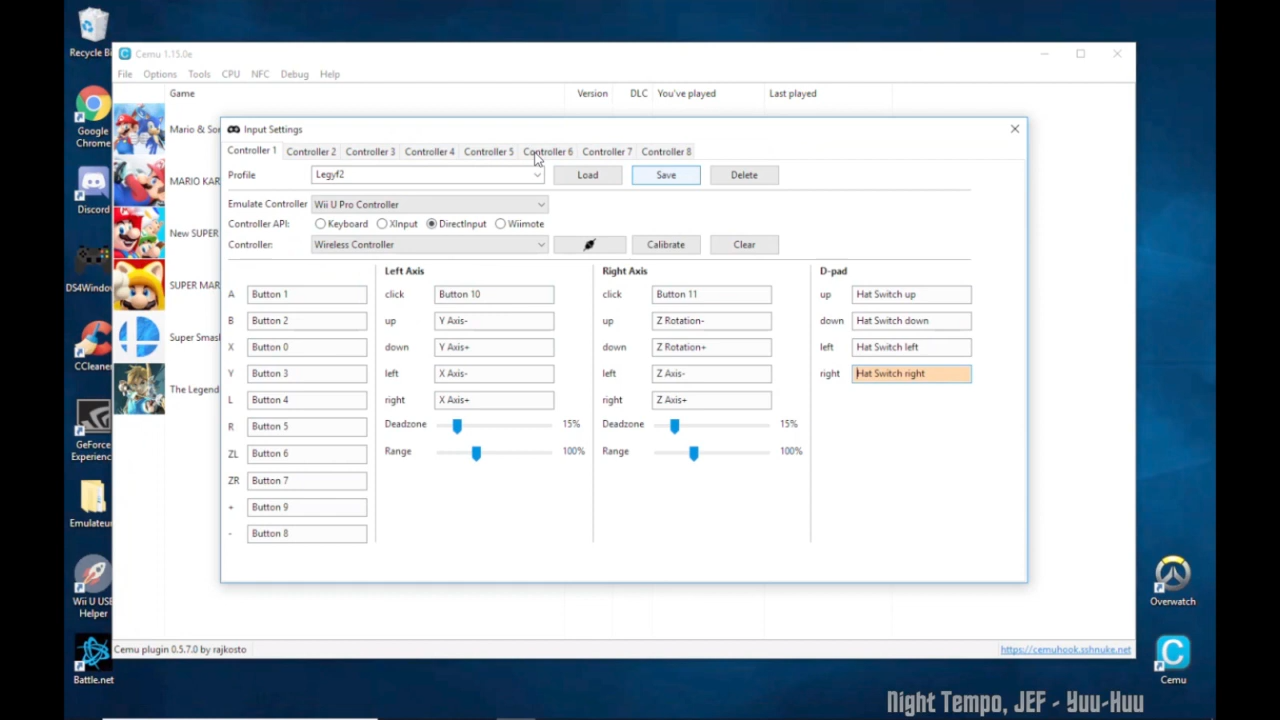 Recycle Bi
Google
Chrome
Discord
DS4Window
CCleaner
GeForce
Experienc
Emulateu
Wii U USB
Helper
Battle.net
Cemu 1.15.0e
File Options Tools CPU NFC Debug Help
Game Version DLC You've played Last played
Mario & So
MARIO KAR
New SUPER
SUPER MAR
Super Smas
The Legend
Input Settings
Controller 1 Controller 2 Controller 3 Controller 4 Controller 5 Controller 6 Controller 7 Controller 8
Profile Legyf2 Load Save Delete
Emulate Controller Wii U Pro Controller
Controller API: Keyboard XInput DirectInput Wiimote
Controller: Wireless Controller Calibrate Clear
A Button 1
B Button 2
X Button 0
Y Button 3
L Button 4
R Button 5
ZL Button 6
ZR Button 7
+ Button 9
- Button 8
Left Axis
click Button 10
up Y Axis-
down Y Axis+
left X Axis-
right X Axis+
Deadzone 15%
Range 100%
Right Axis
click Button 11
up Z Rotation-
down Z Rotation+
left Z Axis-
right Z Axis+
Deadzone 15%
Range 100%
D-pad
up Hat Switch up
down Hat Switch down
left Hat Switch left
right Hat Switch right
Cemu plugin 0.5.7.0 by rajkosto
https://cemuhook.sshnuke.net
Overwatch
Cemu
Night Tempo, JEF - Yuu-Huu